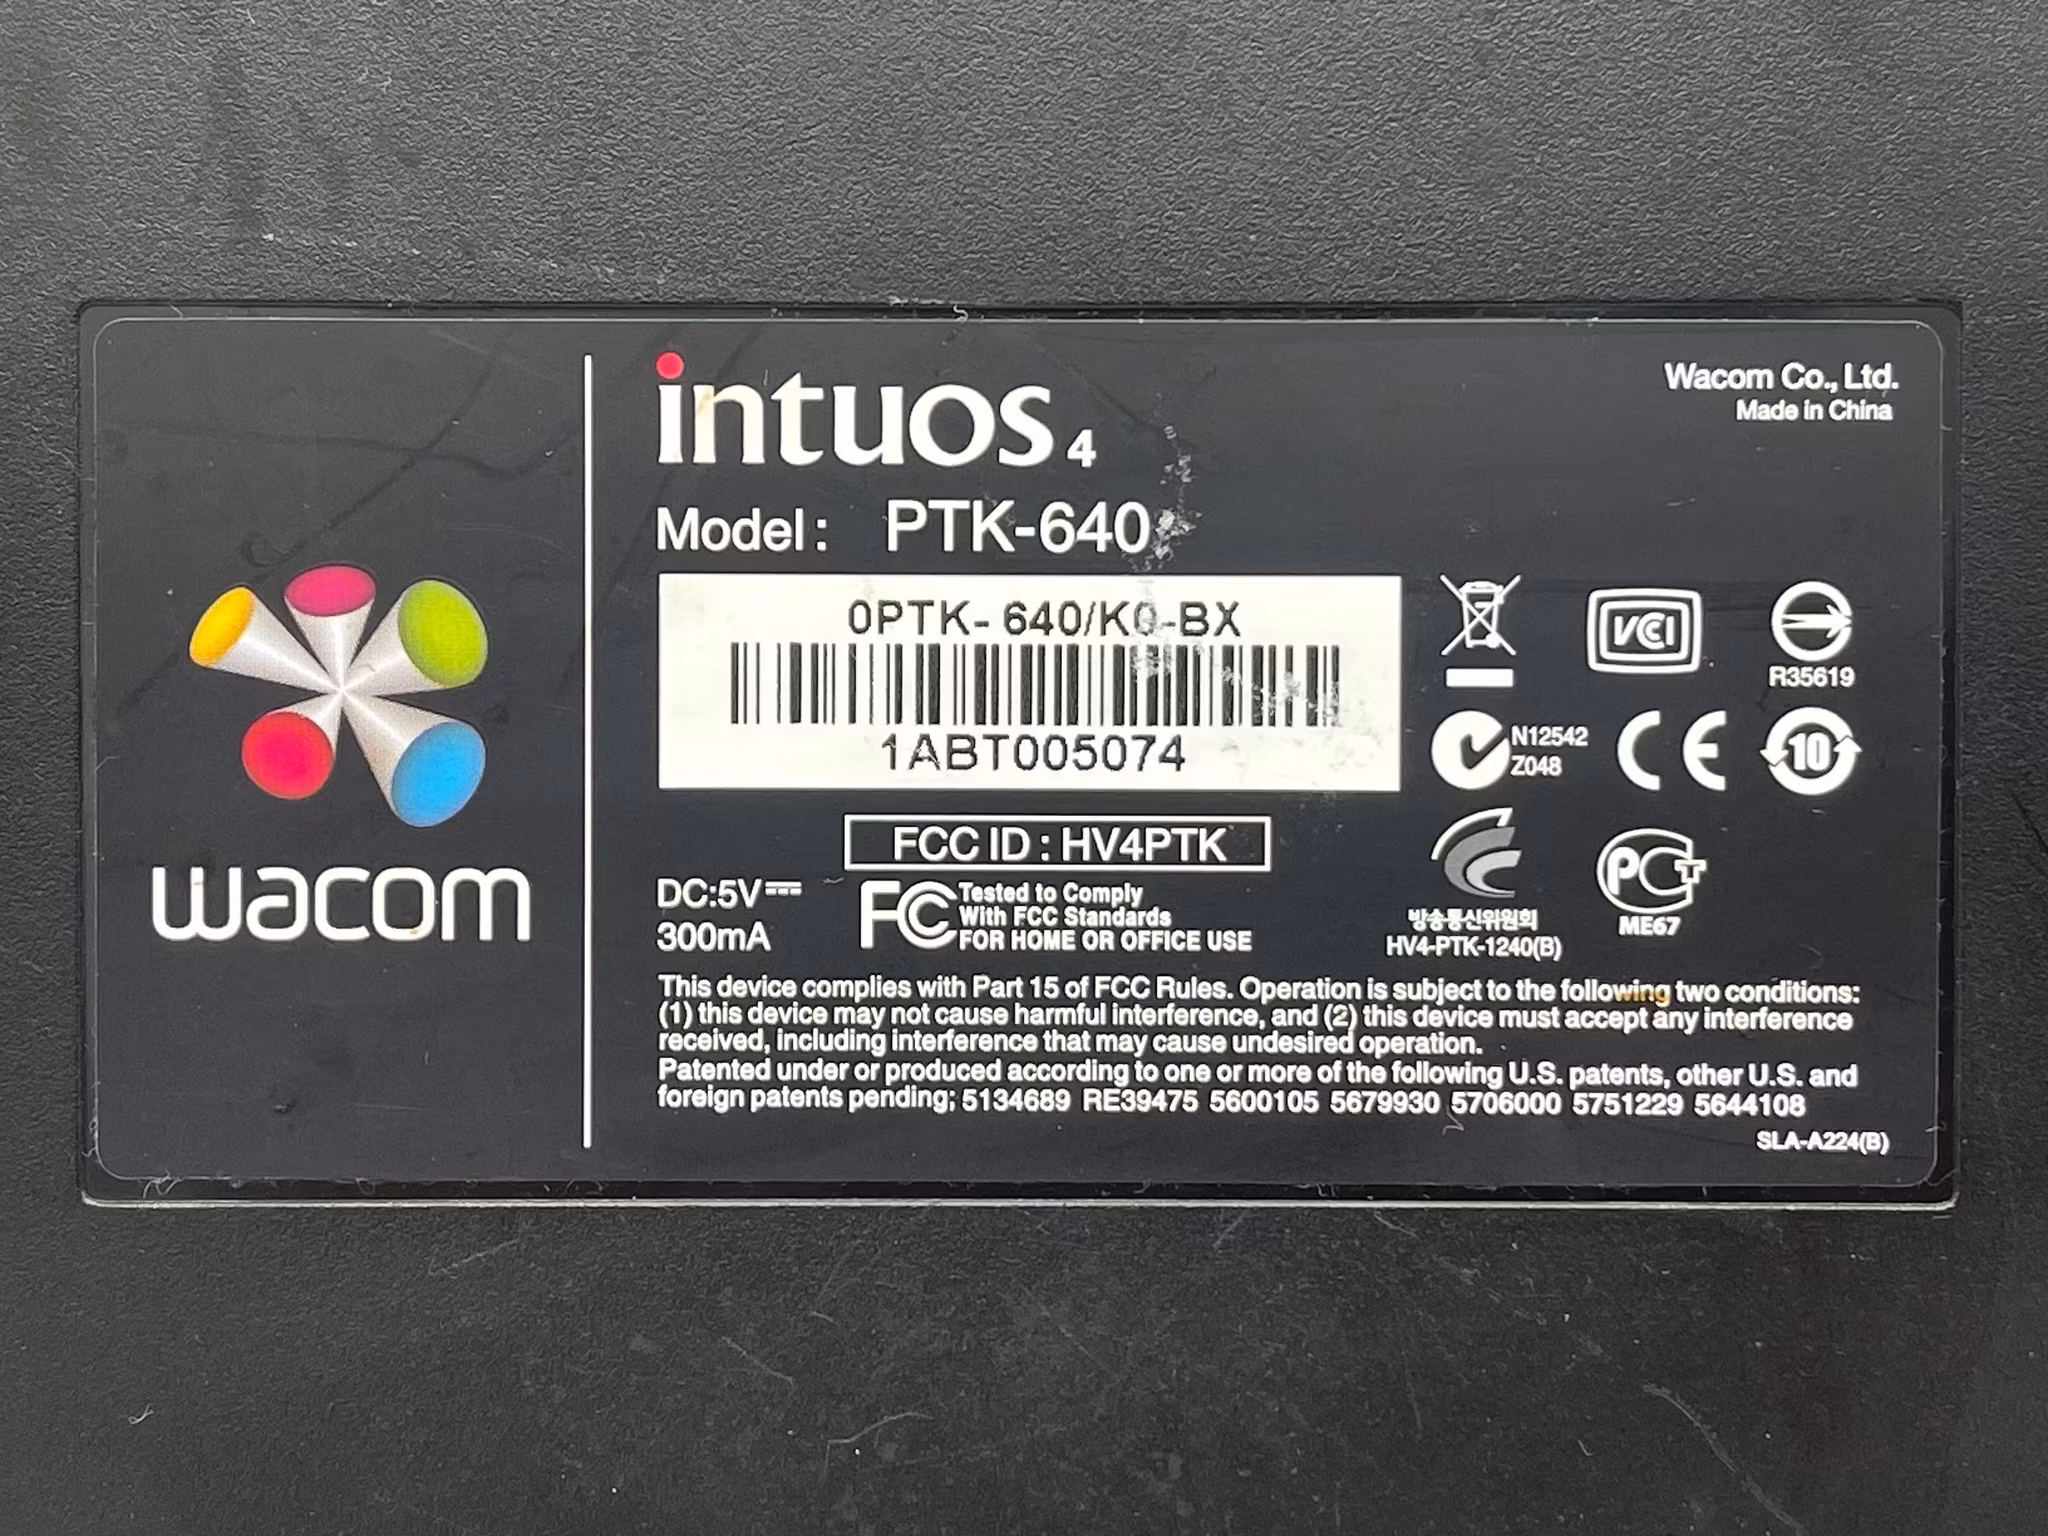 intuos4
Wacom Co., Ltd.
Made in China
Model: PTK-640
0PTK- 640/K0-BX
1ABT005074
VCCI
R35619
N12542
Z048
CE
10
FCC ID : HV4PTK
DC:5V
300mA
FC Tested to Comply
With FCC Standards
FOR HOME OR OFFICE USE
방송통신위원회
HV4-PTK-1240(B)
PCT
ME67
wacom
This device complies with Part 15 of FCC Rules. Operation is subject to the following two conditions:
(1) this device may not cause harmful interference, and (2) this device must accept any interference
received, including interference that may cause undesired operation.
Patented under or produced according to one or more of the following U.S. patents, other U.S. and
foreign patents pending; 5134689 RE39475 5600105 5679930 5706000 5751229 5644108
SLA-A224(B)